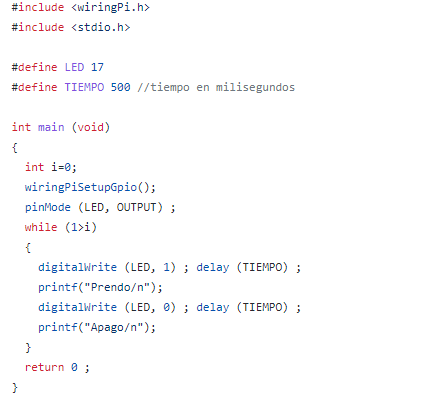 #include <wiringPi.h>
#include <stdio.h>
#define LED 17
#define TIEMPO 500 //tiempo en milisegundos
int main (void)
{
int i=0;
wiringPiSetupGpio();
pinMode (LED, OUTPUT) ;
while (1>i)
{
digitalWrite (LED, 1) ; delay (TIEMPO) ;
printf("Prendo/n");
digitalWrite (LED, 0) ; delay (TIEMPO) ;
printf("Apago/n");
}
return 0 ;
}